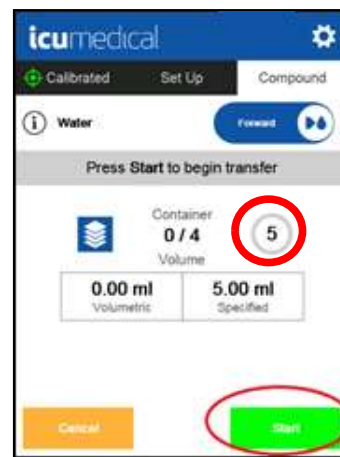 icumedical
Calibrated Set Up Compound
Water Forward
Press Start to begin transfer
Container
0 / 4
5
Volume
0.00 ml 5.00 ml
Volumetric Specified
Cancel Start